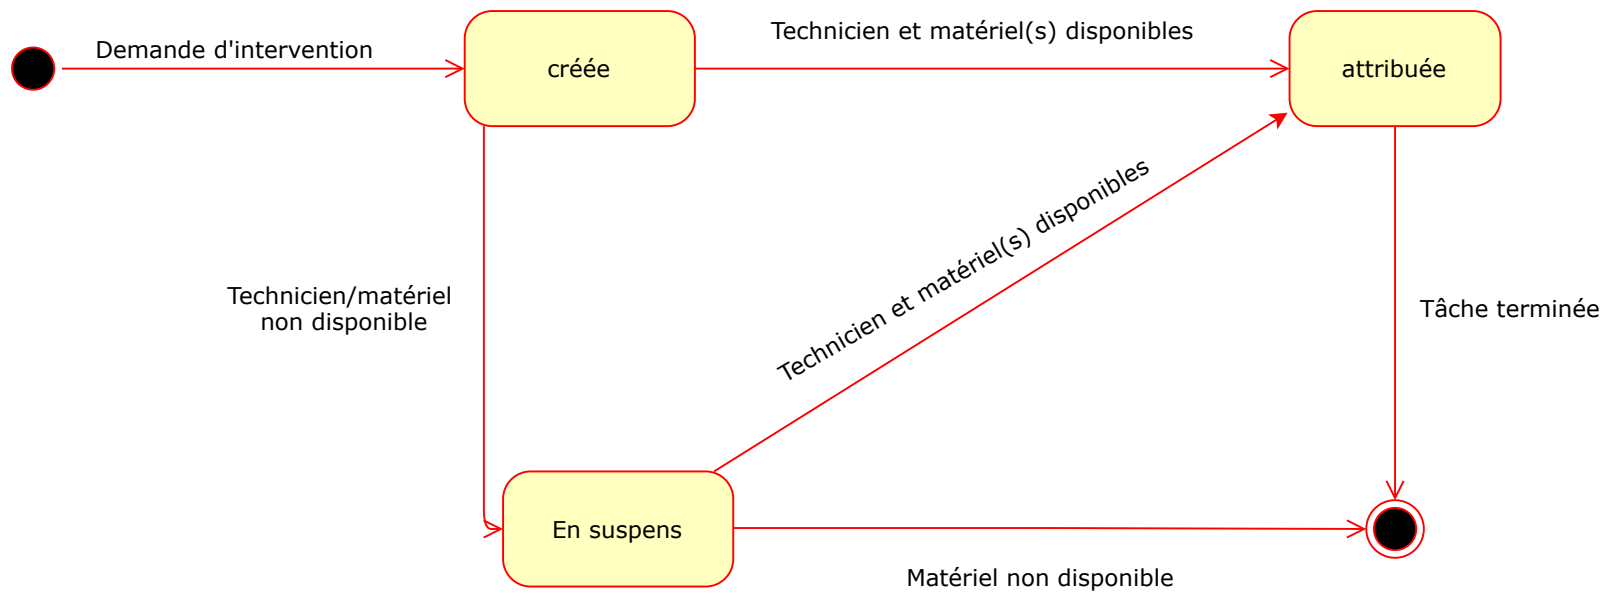 Demande d'intervention
créée
Technicien et matériel(s) disponibles
attribuée
Technicien/matériel
non disponible
Technicien et matériel(s) disponibles
Tâche terminée
En suspens
Matériel non disponible